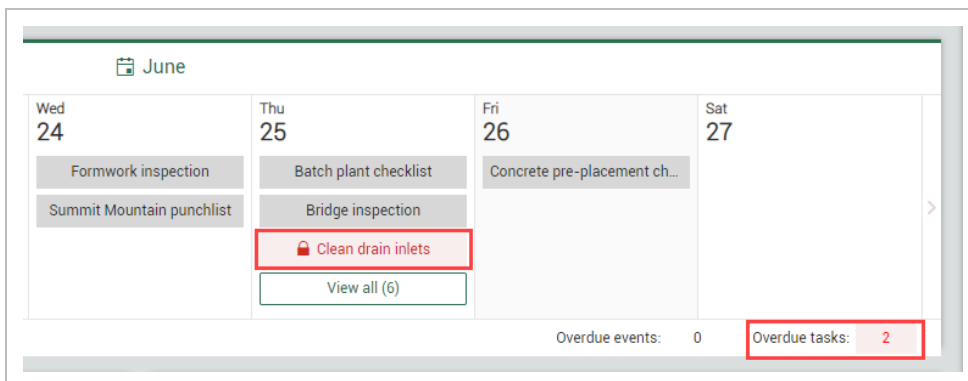 June
Wed
24
Formwork inspection
Summit Mountain punchlist
Thu
25
Batch plant checklist
Bridge inspection
Clean drain inlets
View all (6)
Fri
26
Concrete pre-placement ch...
Sat
27
Overdue events: 0
Overdue tasks: 2